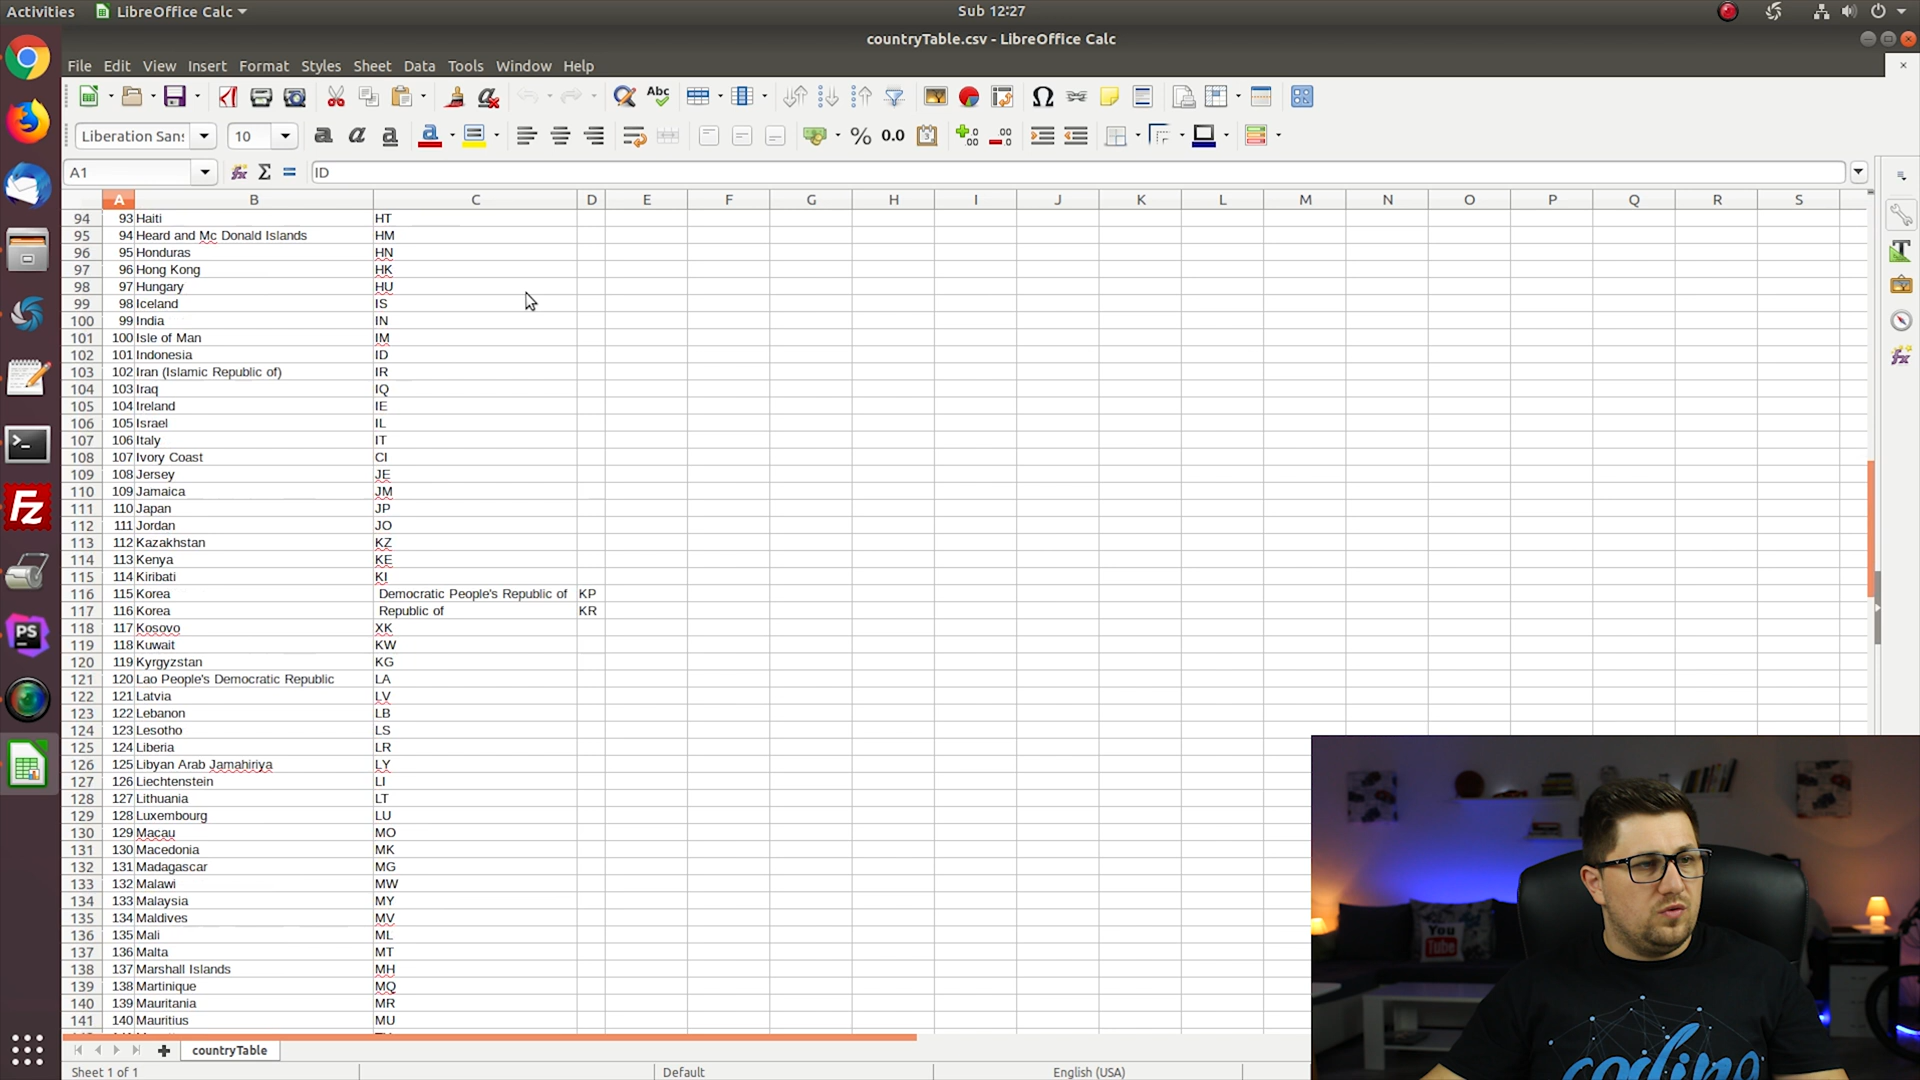 Activities LibreOffice Calc Sub 12:27
countryTable.csv - LibreOffice Calc
File Edit View Insert Format Styles Sheet Data Tools Window Help
Liberation Sans 10
A1 ID
A B C D E F G H I J K L M N O P Q R S
94 93 Haiti HT
95 94 Heard and Mc Donald Islands HM
96 95 Honduras HN
97 96 Hong Kong HK
98 97 Hungary HU
99 98 Iceland IS
100 99 India IN
101 100 Isle of Man IM
102 101 Indonesia ID
103 102 Iran (Islamic Republic of) IR
104 103 Iraq IQ
105 104 Ireland IE
106 105 Israel IL
107 106 Italy IT
108 107 Ivory Coast CI
109 108 Jersey JE
110 109 Jamaica JM
111 110 Japan JP
112 111 Jordan JO
113 112 Kazakhstan KZ
114 113 Kenya KE
115 114 Kiribati KI
116 115 Korea Democratic People's Republic of KP
117 116 Korea Republic of KR
118 117 Kosovo XK
119 118 Kuwait KW
120 119 Kyrgyzstan KG
121 120 Lao People's Democratic Republic LA
122 121 Latvia LV
123 122 Lebanon LB
124 123 Lesotho LS
125 124 Liberia LR
126 125 Libyan Arab Jamahiriya LY
127 126 Liechtenstein LI
128 127 Lithuania LT
129 128 Luxembourg LU
130 129 Macau MO
131 130 Macedonia MK
132 131 Madagascar MG
133 132 Malawi MW
134 133 Malaysia MY
135 134 Maldives MV
136 135 Mali ML
137 136 Malta MT
138 137 Marshall Islands MH
139 138 Martinique MQ
140 139 Mauritania MR
141 140 Mauritius MU
countryTable
Sheet 1 of 1 Default English (USA)
You
Tube
coding